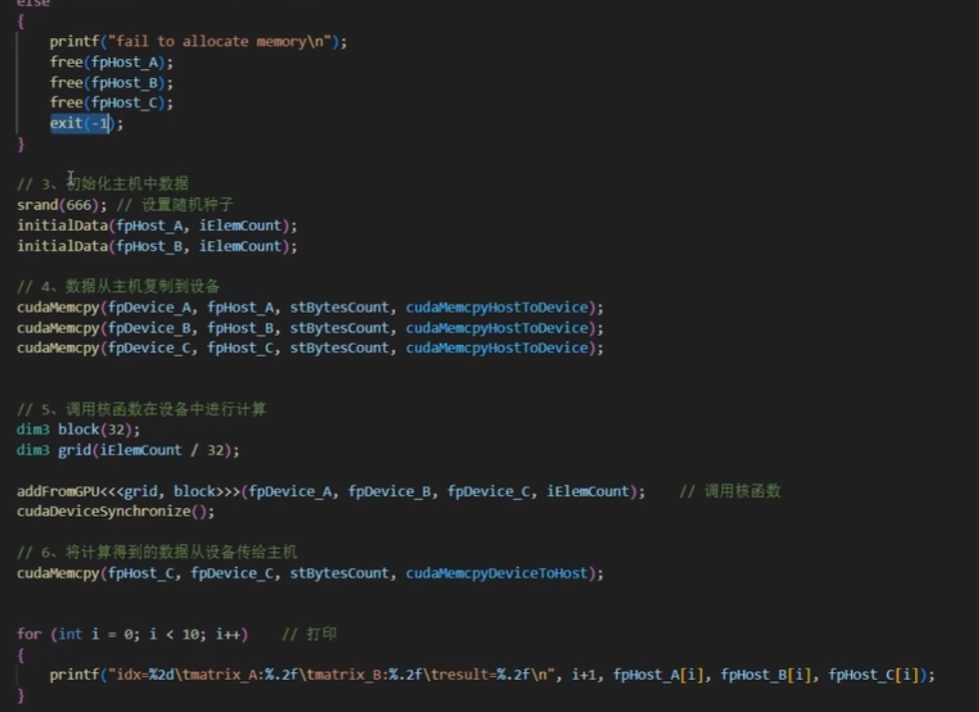 else
{
    printf("fail to allocate memory\n");
    free(fpHost_A);
    free(fpHost_B);
    free(fpHost_C);
    exit(-1);
}
// 3、初始化主机中数据
srand(666); // 设置随机种子
initialData(fpHost_A, iElemCount);
initialData(fpHost_B, iElemCount);
// 4、数据从主机复制到设备
cudaMemcpy(fpDevice_A, fpHost_A, stBytesCount, cudaMemcpyHostToDevice);
cudaMemcpy(fpDevice_B, fpHost_B, stBytesCount, cudaMemcpyHostToDevice);
cudaMemcpy(fpDevice_C, fpHost_C, stBytesCount, cudaMemcpyHostToDevice);
// 5、调用核函数在设备中进行计算
dim3 block(32);
dim3 grid(iElemCount / 32);
addFromGPU<<<grid, block>>>(fpDevice_A, fpDevice_B, fpDevice_C, iElemCount);    // 调用核函数
cudaDeviceSynchronize();
// 6、将计算得到的数据从设备传给主机
cudaMemcpy(fpHost_C, fpDevice_C, stBytesCount, cudaMemcpyDeviceToHost);
for (int i = 0; i < 10; i++)    // 打印
{
    printf("idx=%2d\tmatrix_A:%.2f\tmatrix_B:%.2f\tresult=%.2f\n", i+1, fpHost_A[i], fpHost_B[i], fpHost_C[i]);
}